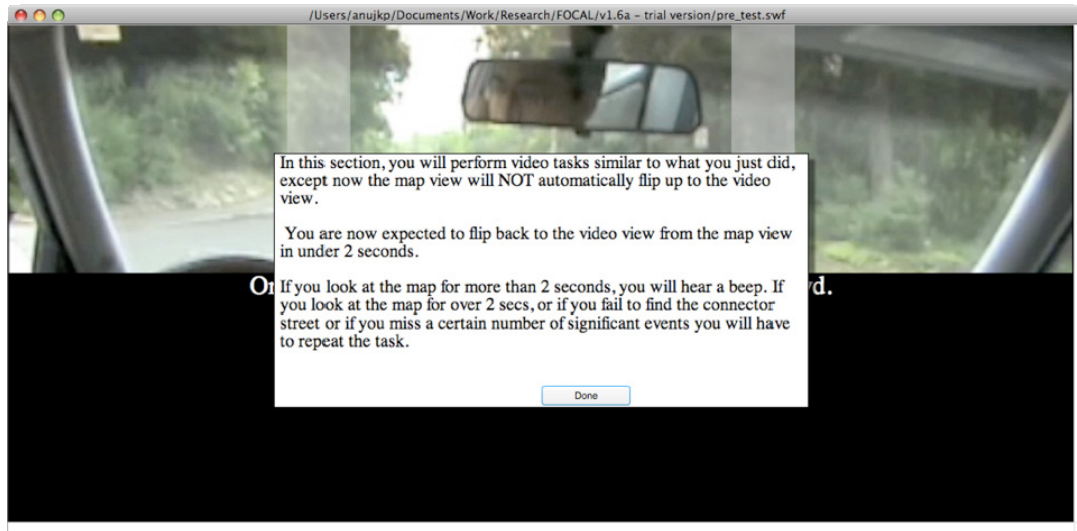 /Users/anujkp/Documents/Work/Research/FOCAL/v1.6a – trial version/pre_test.swf
In this section, you will perform video tasks similar to what you just did,
except now the map view will NOT automatically flip up to the video
view.
You are now expected to flip back to the video view from the map view
in under 2 seconds.
If you look at the map for more than 2 seconds, you will hear a beep. If
you look at the map for over 2 secs, or if you fail to find the connector
street or if you miss a certain number of significant events you will have
to repeat the task.
Done